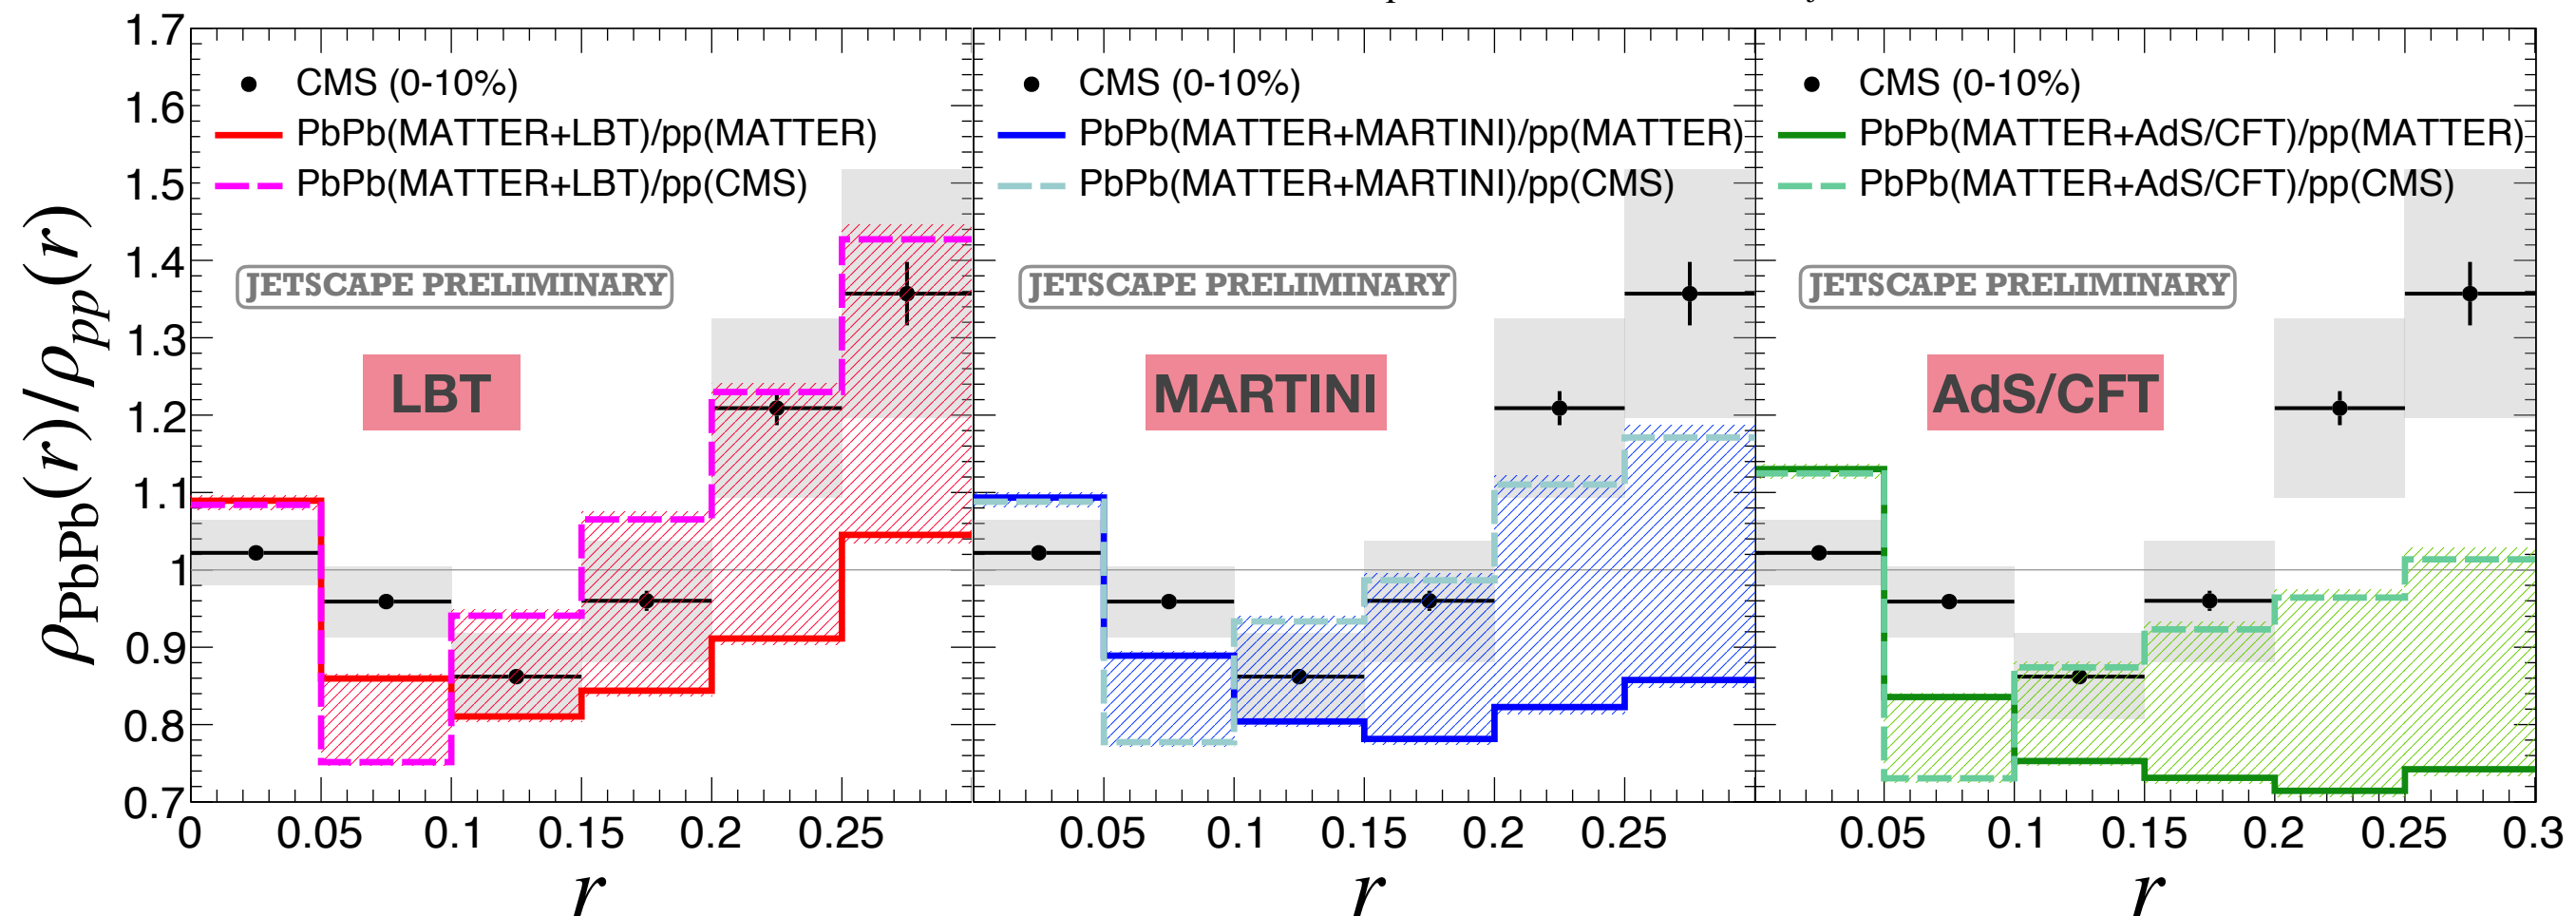 1.7
1.6
1.5
1.4
1.3
1.2
1.1
1
0.9
0.8
0.7
ρPbPb(r)/ρpp(r)
CMS (0-10%)
PbPb(MATTER+LBT)/pp(MATTER)
PbPb(MATTER+LBT)/pp(CMS)
JETSCAPE PRELIMINARY
LBT
0 0.05 0.1 0.15 0.2 0.25
r
CMS (0-10%)
PbPb(MATTER+MARTINI)/pp(MATTER)
PbPb(MATTER+MARTINI)/pp(CMS)
JETSCAPE PRELIMINARY
MARTINI
0.05 0.1 0.15 0.2 0.25
r
CMS (0-10%)
PbPb(MATTER+AdS/CFT)/pp(MATTER)
PbPb(MATTER+AdS/CFT)/pp(CMS)
JETSCAPE PRELIMINARY
AdS/CFT
0.05 0.1 0.15 0.2 0.25 0.3
r